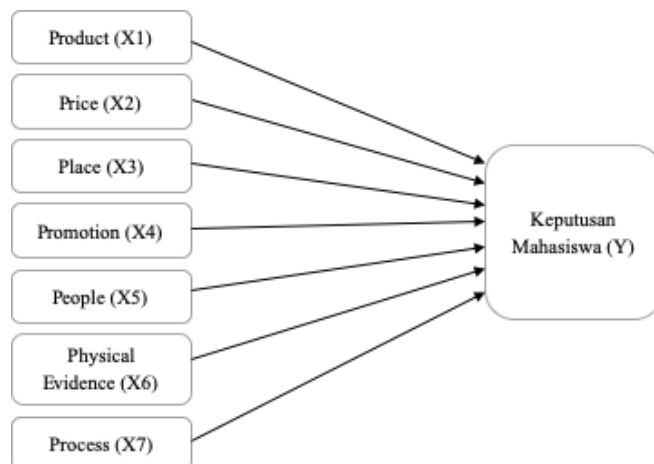 Product (X1)
Price (X2)
Place (X3)
Promotion (X4)
People (X5)
Physical
Evidence (X6)
Process (X7)
Keputusan
Mahasiswa (Y)